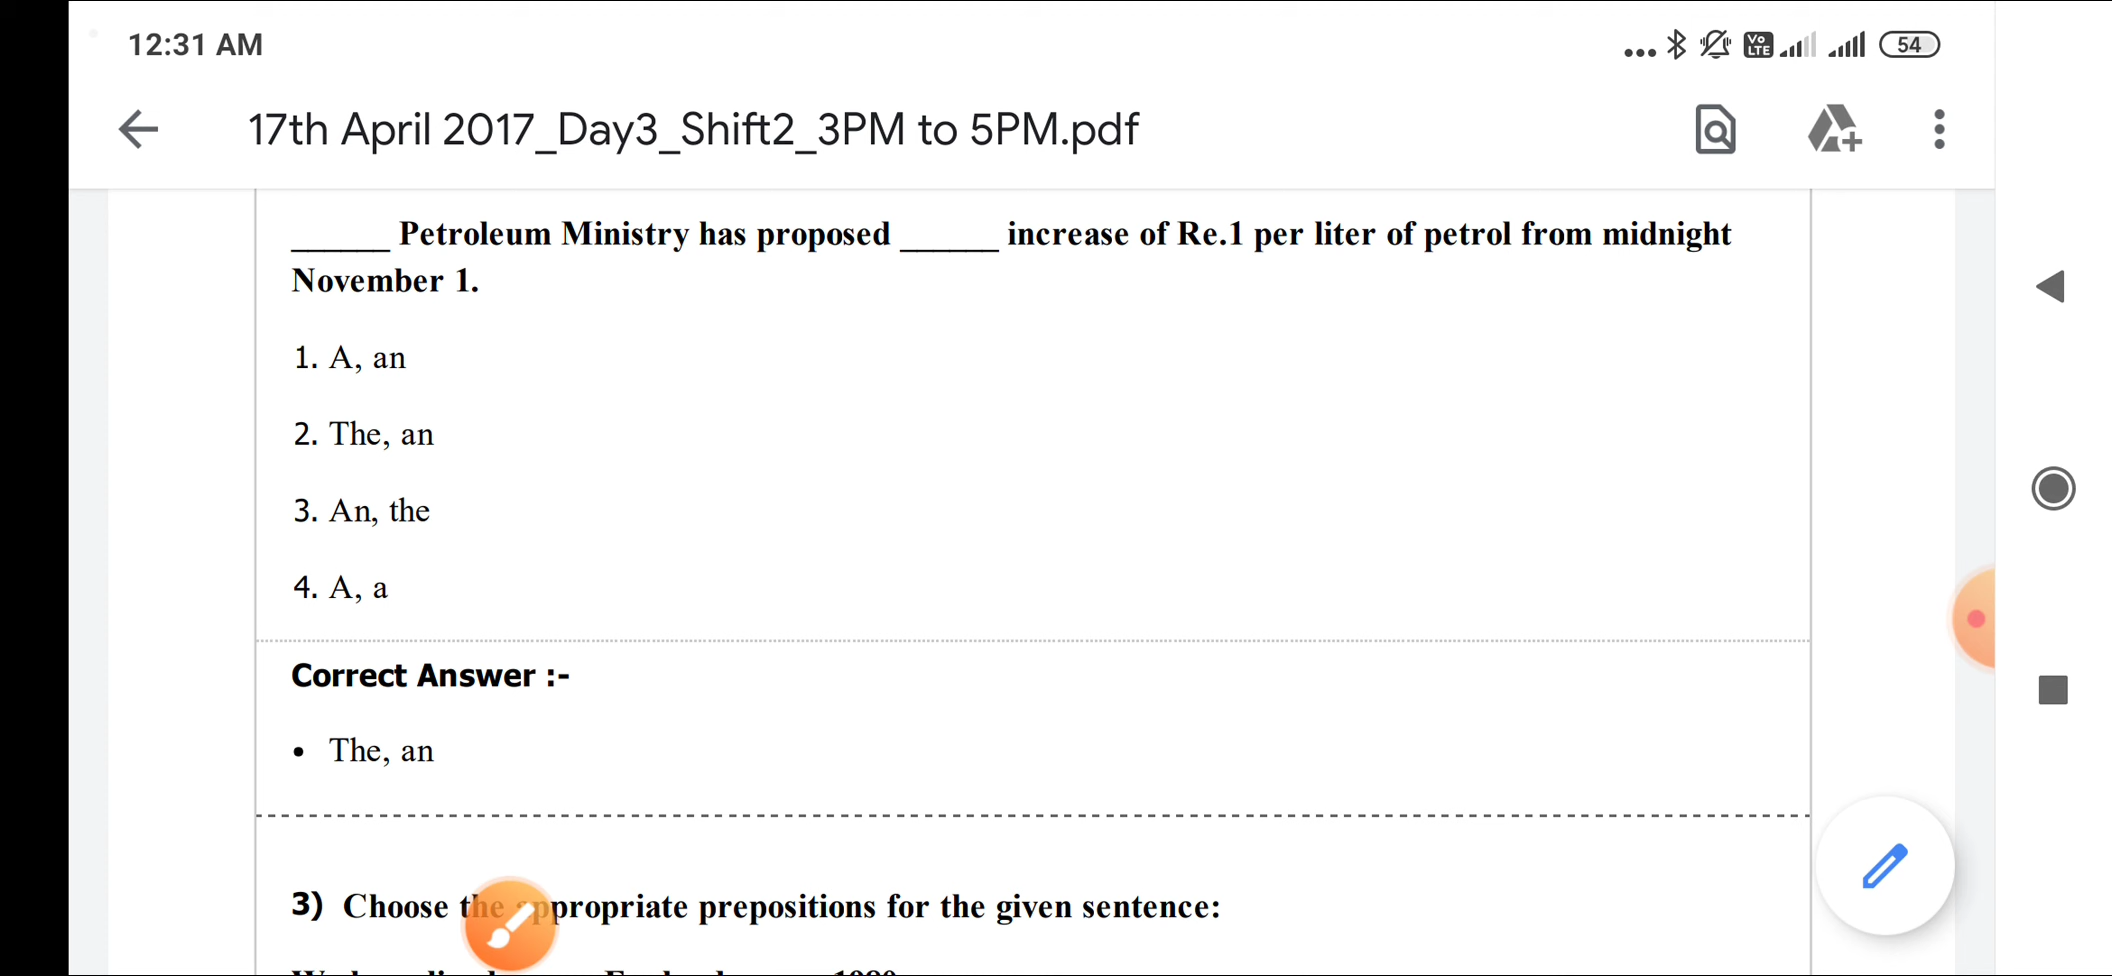 12:31 AM
Vo LTE 54
17th April 2017_Day3_Shift2_3PM to 5PM.pdf
______ Petroleum Ministry has proposed ______ increase of Re.1 per liter of petrol from midnight
November 1.
1. A, an
2. The, an
3. An, the
4. A, a
Correct Answer :-
• The, an
3) Choose the appropriate prepositions for the given sentence: